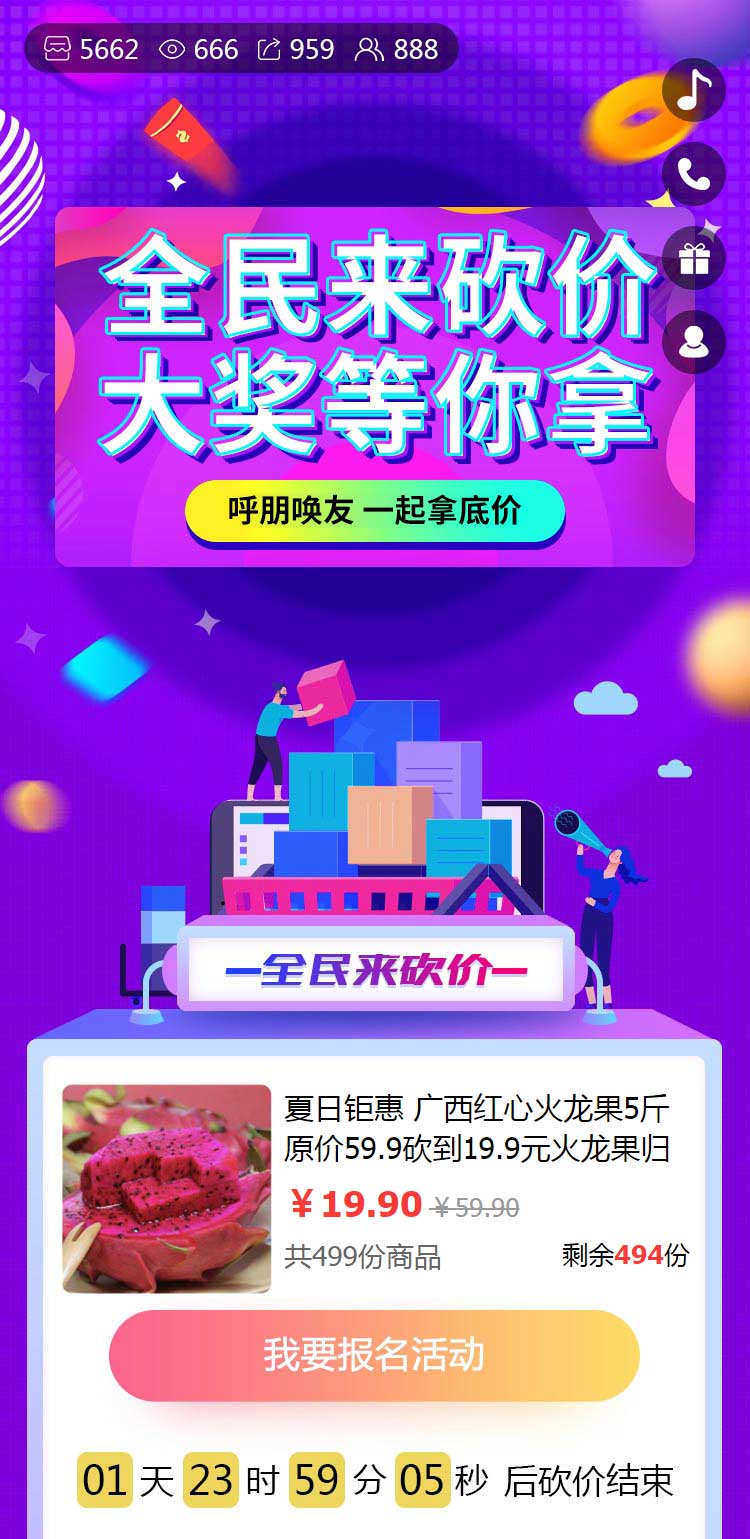 5662 666 959 888
全民来砍价
大奖等你拿
呼朋唤友 一起拿底价
全民来砍价
夏日钜惠 广西红心火龙果5斤
原价59.9砍到19.9元火龙果归
￥19.90 ￥59.90
共499份商品 剩余494份
我要报名活动
01 天 23 时 59 分 05 秒 后砍价结束